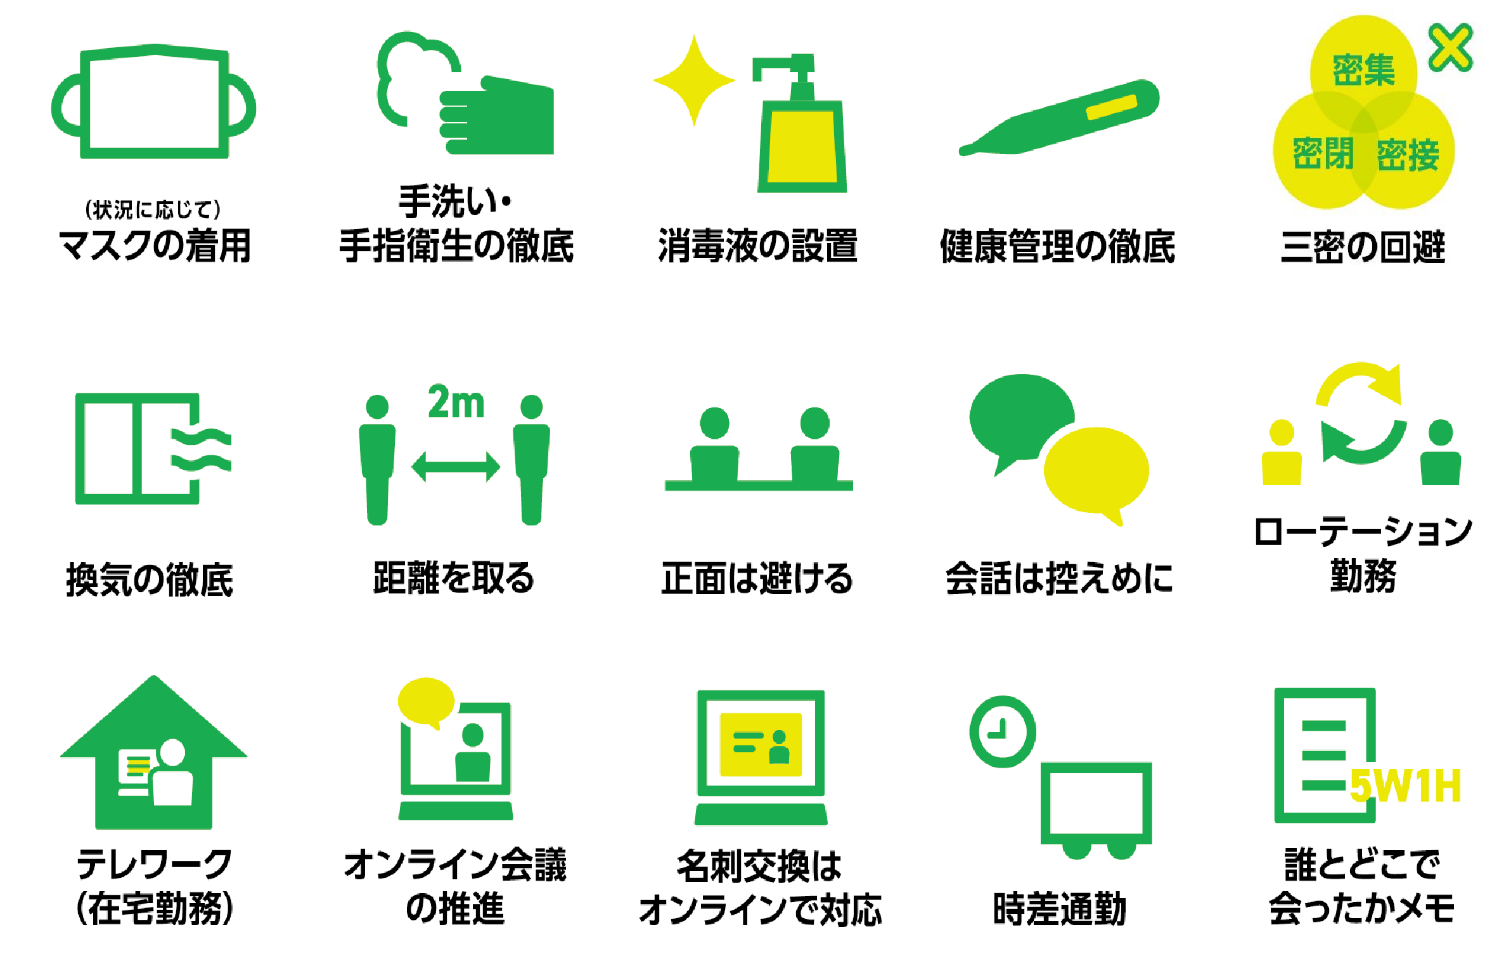 密集
密閉 密接
(状況に応じて)
マスクの着用
手洗い・
手指衛生の徹底
消毒液の設置
健康管理の徹底
三密の回避
換気の徹底
2m
距離を取る
正面は避ける
会話は控えめに
ローテーション
勤務
テレワーク
(在宅勤務)
オンライン会議
の推進
名刺交換は
オンラインで対応
時差通勤
5W1H
誰とどこで
会ったかメモ